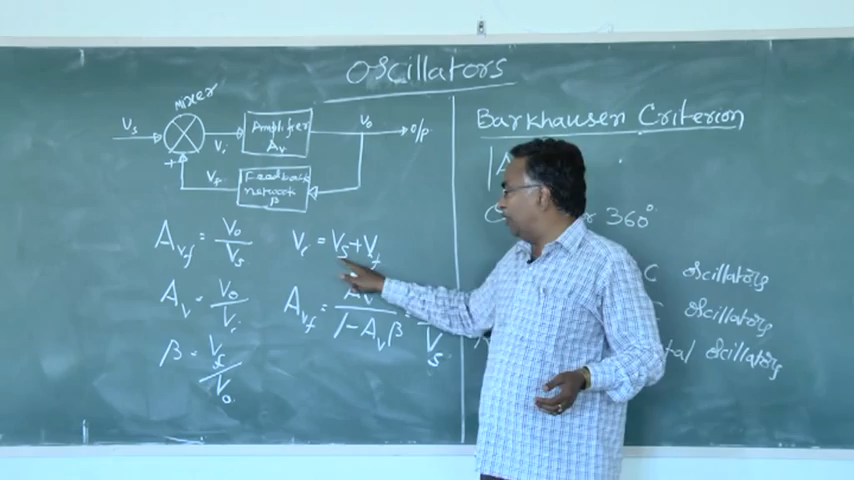 Oscillators
Mixer
Vs
Vi
Amplifier
Av
Vo
o/p
+
Vf
Feedback
network
β
Avf = Vo/Vs
Vi = Vs+Vf
Av = Vo/Vi
Avf = Av/1-Avβ
Vs
β = Vf/Vo
Barkhausen Criterion
|A
360°
C oscillators
oscillators
oscillators